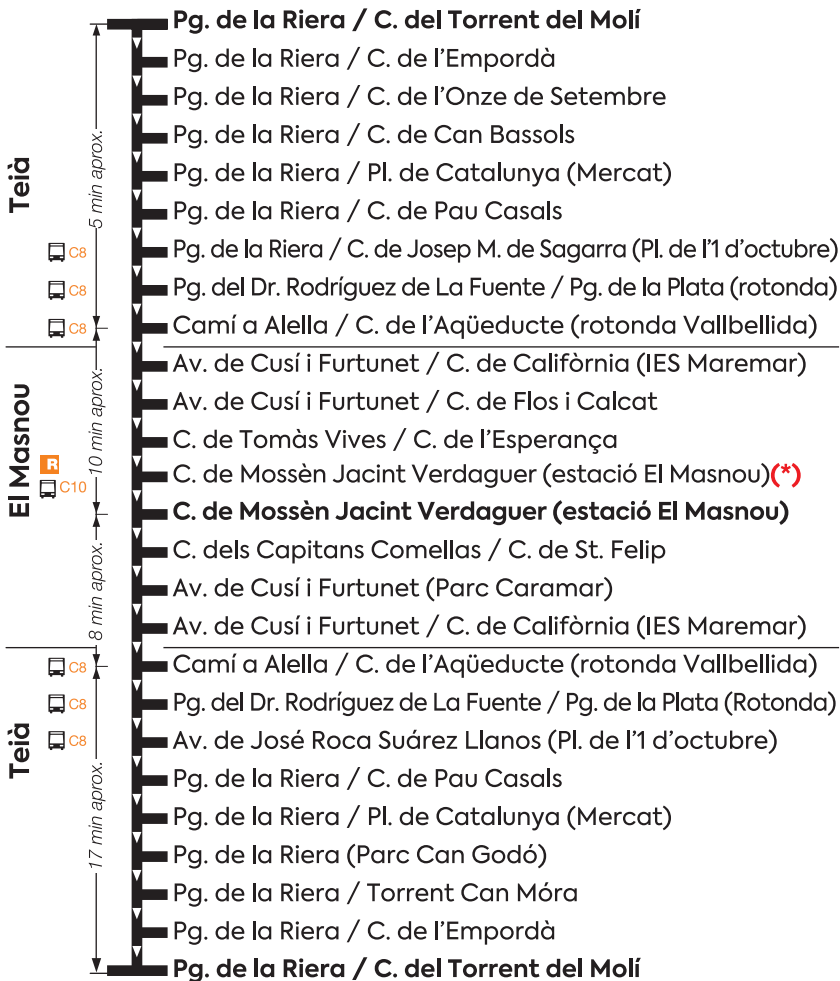 Pg. de la Riera / C. del Torrent del Molí
Pg. de la Riera / C. de l'Empordà
Pg. de la Riera / C. de l'Onze de Setembre
Pg. de la Riera / C. de Can Bassols
Pg. de la Riera / Pl. de Catalunya (Mercat)
Pg. de la Riera / C. de Pau Casals
C8 Pg. de la Riera / C. de Josep M. de Sagarra (Pl. de l'1 d'octubre)
C8 Pg. del Dr. Rodríguez de La Fuente / Pg. de la Plata (rotonda)
C8 Camí a Alella / C. de l'Aqüeducte (rotonda Vallbellida)
Teià
5 min aprox.
Av. de Cusí i Furtunet / C. de Califòrnia (IES Maremar)
Av. de Cusí i Furtunet / C. de Flos i Calcat
C. de Tomàs Vives / C. de l'Esperança
R
C10
C. de Mossèn Jacint Verdaguer (estació El Masnou)(*)
C. de Mossèn Jacint Verdaguer (estació El Masnou)
C. dels Capitans Comellas / C. de St. Felip
Av. de Cusí i Furtunet (Parc Caramar)
Av. de Cusí i Furtunet / C. de Califòrnia (IES Maremar)
El Masnou
10 min aprox.
8 min aprox.
C8 Camí a Alella / C. de l'Aqüeducte (rotonda Vallbellida)
C8 Pg. del Dr. Rodríguez de La Fuente / Pg. de la Plata (Rotonda)
C8 Av. de José Roca Suárez Llanos (Pl. de l'1 d'octubre)
Pg. de la Riera / C. de Pau Casals
Pg. de la Riera / Pl. de Catalunya (Mercat)
Pg. de la Riera (Parc Can Godó)
Pg. de la Riera / Torrent Can Móra
Pg. de la Riera / C. de l'Empordà
Pg. de la Riera / C. del Torrent del Molí
Teià
17 min aprox.